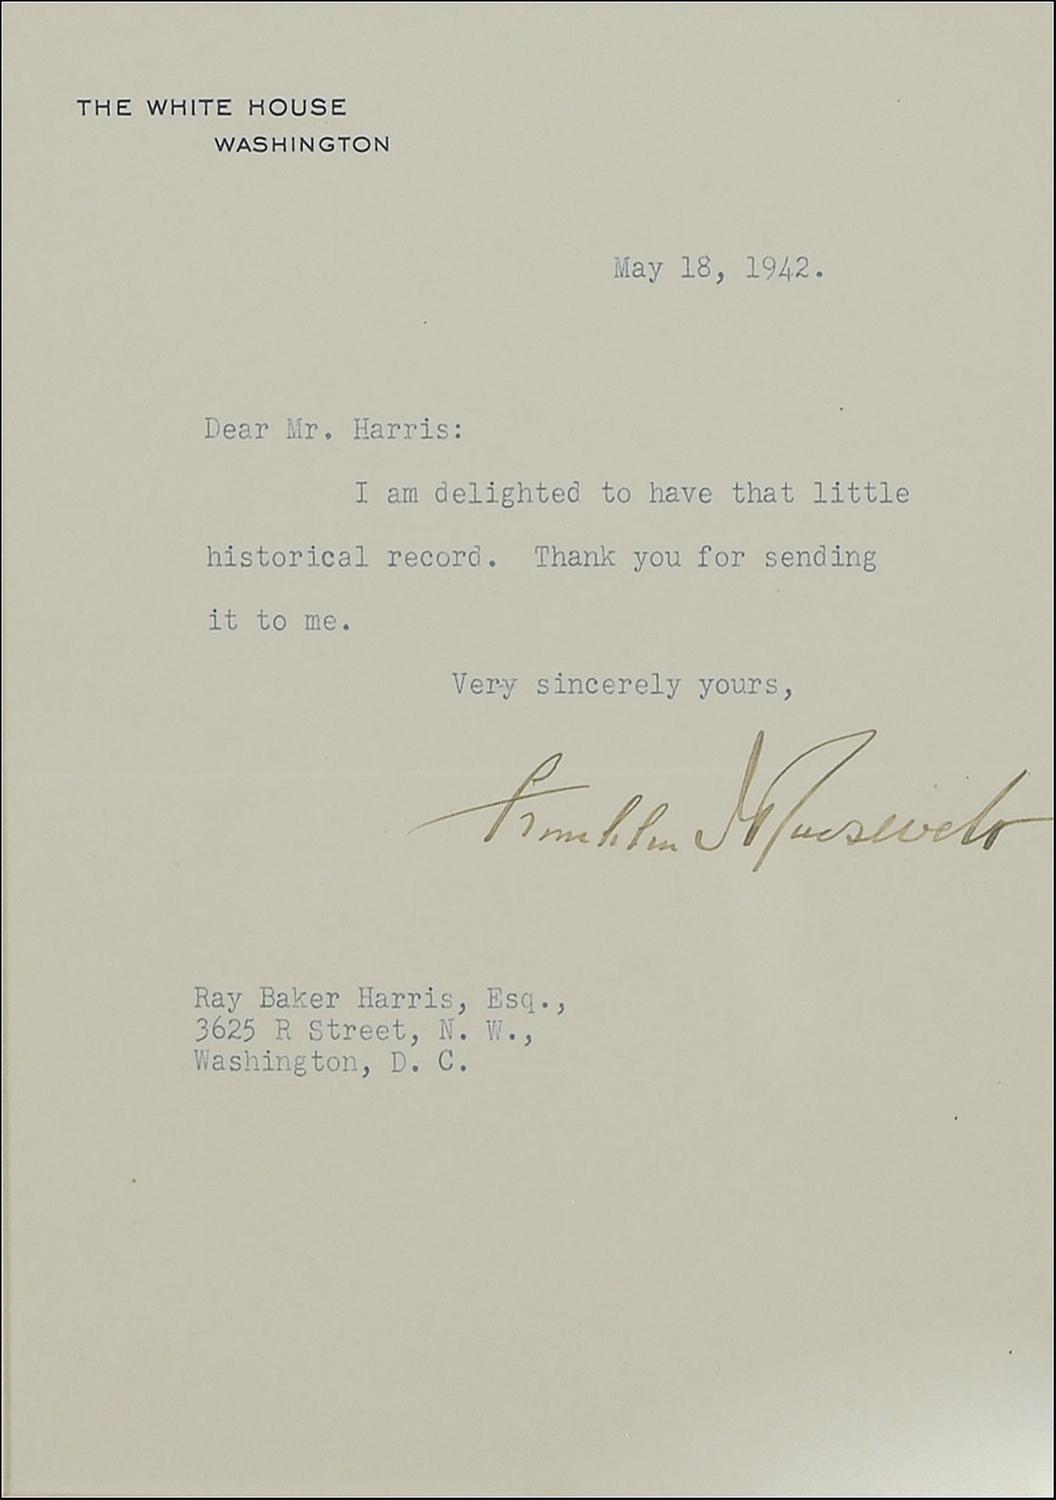 THE WHITE HOUSE
WASHINGTON
May 18, 1942.
Dear Mr. Harris:
I am delighted to have that little
historical record. Thank you for sending
it to me.
Very sincerely yours,
Franklin D Roosevelt
Ray Baker Harris, Esq.,
3625 R Street, N. W.,
Washington, D. C.